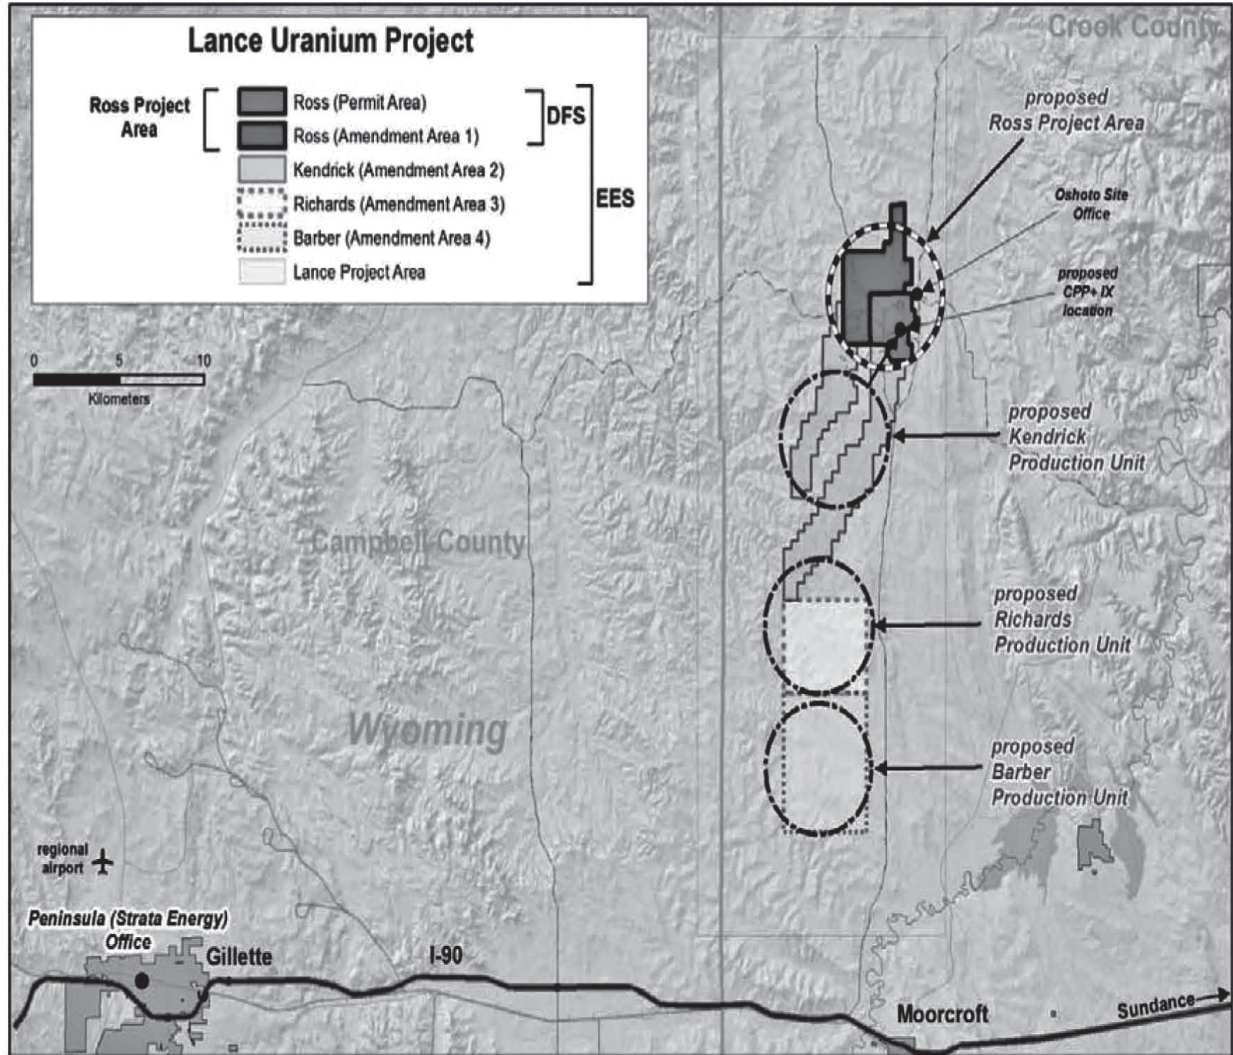 Lance Uranium Project
Ross Project
Area
Ross (Permit Area)
Ross (Amendment Area 1)
DFS
Kendrick (Amendment Area 2)
Richards (Amendment Area 3)
EES
Barber (Amendment Area 4)
Lance Project Area
Crook County
proposed
Ross Project Area
Oshoto Site
Office
proposed
CPP+ IX
location
0 5 10
Kilometers
proposed
Kendrick
Production Unit
Campbell County
proposed
Richards
Production Unit
Wyoming
proposed
Barber
Production Unit
regional
airport
Peninsula (Strata Energy)
Office
Gillette
I-90
Moorcroft
Sundance